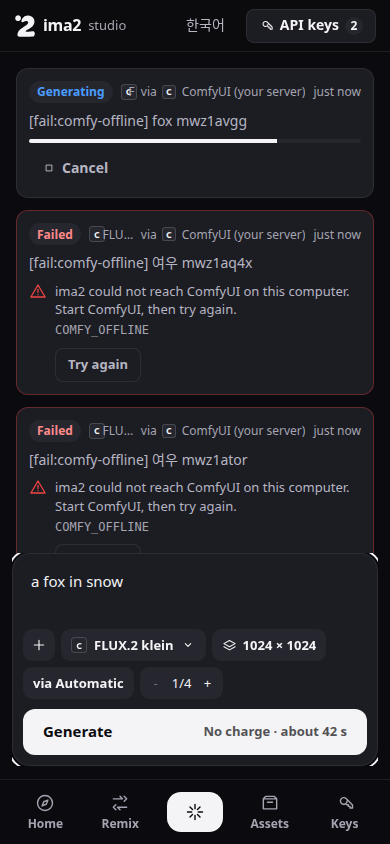 ima2 studio 한국어 API keys 2
Generating c via c ComfyUI (your server) just now
[fail:comfy-offline] fox mwz1avgg
Cancel
Failed c FLU... via c ComfyUI (your server) just now
[fail:comfy-offline] 여우 mwz1aq4x
ima2 could not reach ComfyUI on this computer.
Start ComfyUI, then try again.
COMFY_OFFLINE
Try again
Failed c FLU... via c ComfyUI (your server) just now
[fail:comfy-offline] 여우 mwz1ator
ima2 could not reach ComfyUI on this computer.
Start ComfyUI, then try again.
COMFY_OFFLINE
a fox in snow
+ c FLUX.2 klein 1024 × 1024
via Automatic - 1/4 +
Generate No charge · about 42 s
Home Remix Assets Keys